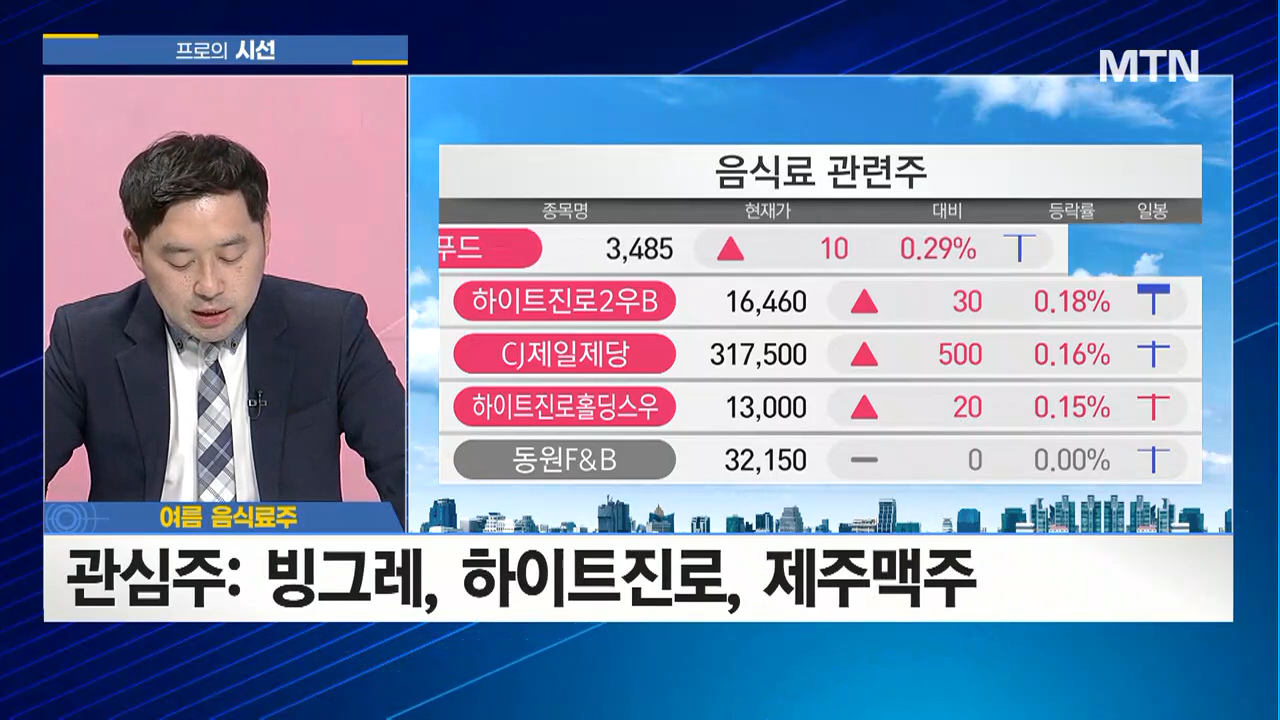 프로의 시선
MTN
음식료 관련주
종목명 현재가 대비 등락률 일봉
푸드 3,485 ▲ 10 0.29%
하이트진로2우B 16,460 ▲ 30 0.18%
CJ제일제당 317,500 ▲ 500 0.16%
하이트진로홀딩스우 13,000 ▲ 20 0.15%
동원F&B 32,150 － 0 0.00%
여름 음식료주
관심주: 빙그레, 하이트진로, 제주맥주